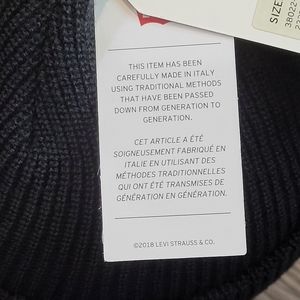 SIZE
38022
THIS ITEM HAS BEEN
CAREFULLY MADE IN ITALY
USING TRADITIONAL METHODS
THAT HAVE BEEN PASSED
DOWN FROM GENERATION TO
GENERATION.
CET ARTICLE A ÉTÉ
SOIGNEUSEMENT FABRIQUÉ EN
ITALIE EN UTILISANT DES
MÉTHODES TRADITIONNELLES
QUI ONT ÉTÉ TRANSMISES DE
GÉNÉRATION EN GÉNÉRATION.
©2018 LEVI STRAUSS & CO.